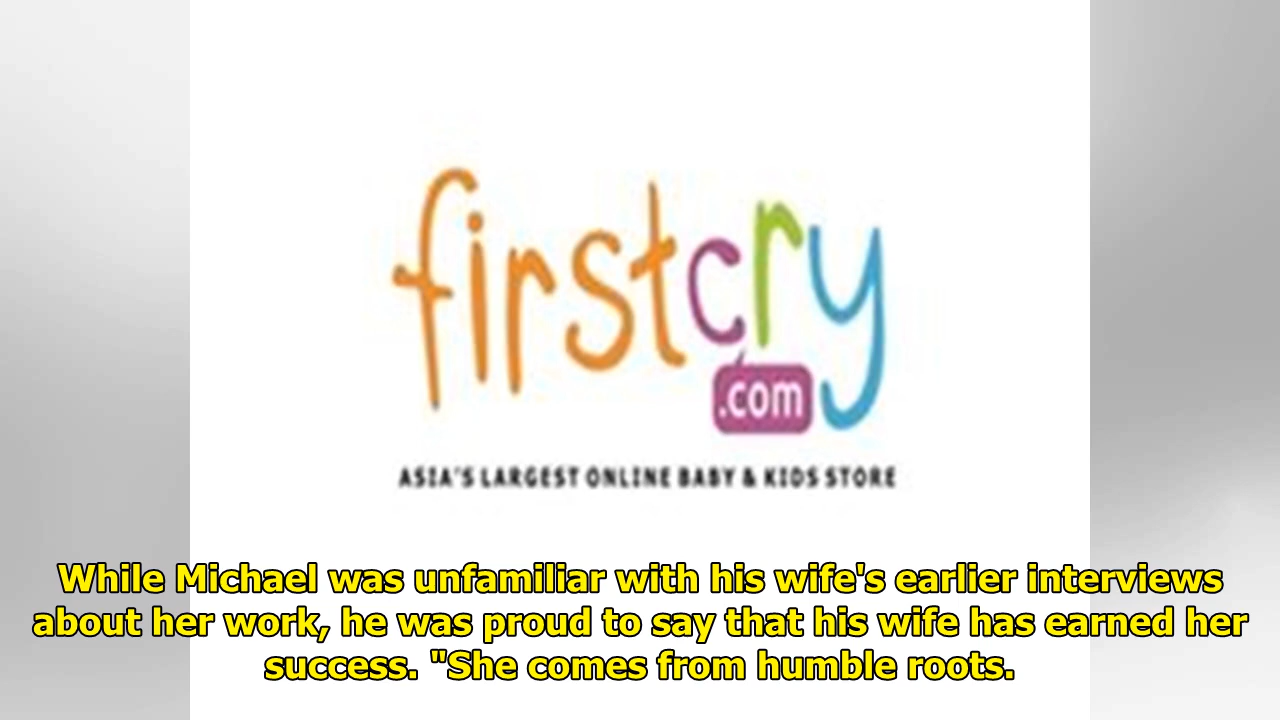 firstcry
.com
ASIA'S LARGEST ONLINE BABY & KIDS STORE
While Michael was unfamiliar with his wife's earlier interviews
about her work, he was proud to say that his wife has earned her
success. "She comes from humble roots.